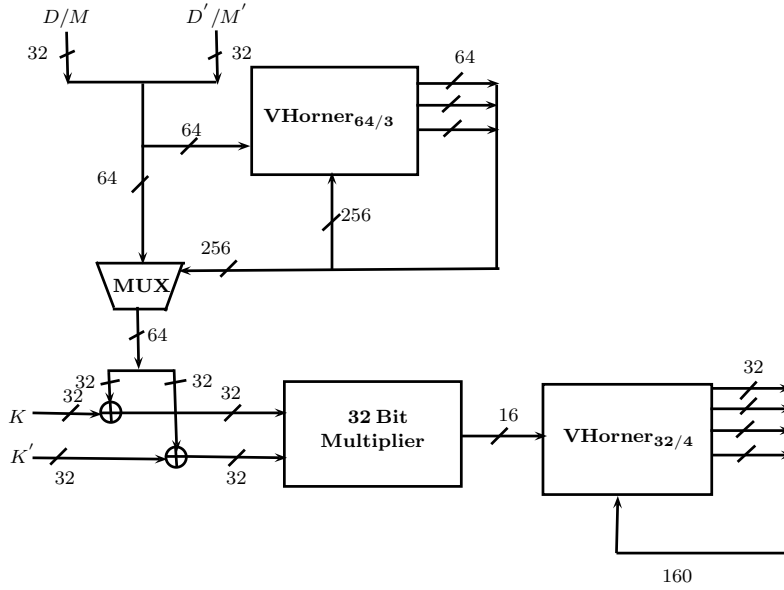 D/M
D′/M′
32
32
64
VHorner64/3
64
64
256
256
MUX
64
32
32
32
32
32
K
32 Bit
Multiplier
16
VHorner32/4
K′
32
32
160